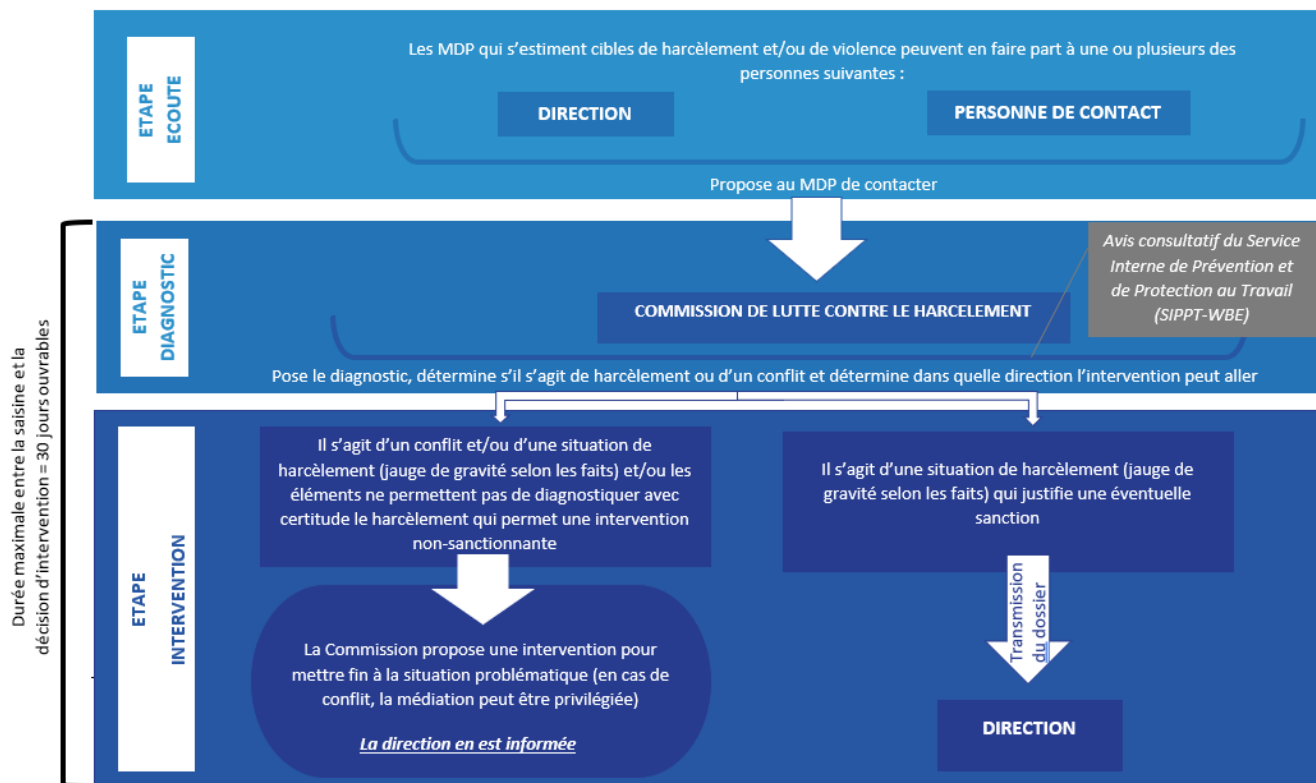 Les MDP qui s’estiment cibles de harcèlement et/ou de violence peuvent en faire part à une ou plusieurs des
personnes suivantes :
ETAPE
ECOUTE
DIRECTION
PERSONNE DE CONTACT
Propose au MDP de contacter
Durée maximale entre la saisine et la
décision d’intervention = 30 jours ouvrables
ETAPE
DIAGNOSTIC
Avis consultatif du Service
Interne de Prévention et
de Protection au Travail
(SIPPT-WBE)
COMMISSION DE LUTTE CONTRE LE HARCELEMENT
Pose le diagnostic, détermine s’il s’agit de harcèlement ou d’un conflit et détermine dans quelle direction l’intervention peut aller
ETAPE
INTERVENTION
Il s’agit d’un conflit et/ou d’une situation de
harcèlement (jauge de gravité selon les faits) et/ou les
éléments ne permettent pas de diagnostiquer avec
certitude le harcèlement qui permet une intervention
non-sanctionnante
La Commission propose une intervention pour
mettre fin à la situation problématique (en cas de
conflit, la médiation peut être privilégiée)
La direction en est informée
Il s’agit d’une situation de harcèlement (jauge de
gravité selon les faits) qui justifie une éventuelle
sanction
Transmission
du dossier
DIRECTION